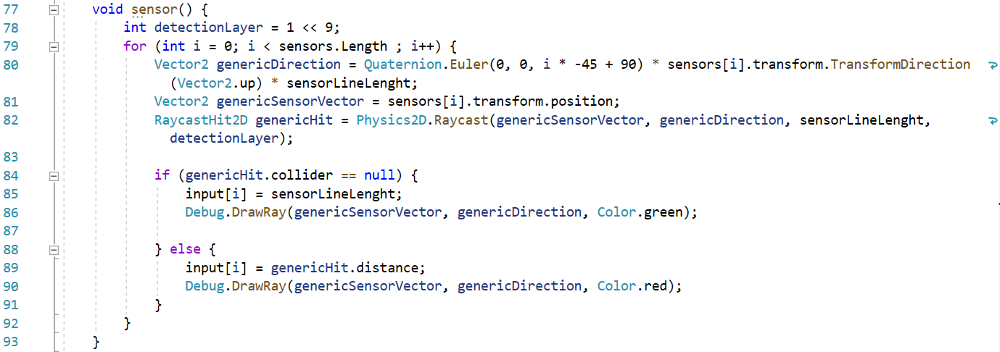 77 void sensor() {
78 int detectionLayer = 1 << 9;
79 for (int i = 0; i < sensors.Length ; i++) {
80 Vector2 genericDirection = Quaternion.Euler(0, 0, i * -45 + 90) * sensors[i].transform.TransformDirection
(Vector2.up) * sensorLineLenght;
81 Vector2 genericSensorVector = sensors[i].transform.position;
82 RaycastHit2D genericHit = Physics2D.Raycast(genericSensorVector, genericDirection, sensorLineLenght,
detectionLayer);
83
84 if (genericHit.collider == null) {
85 input[i] = sensorLineLenght;
86 Debug.DrawRay(genericSensorVector, genericDirection, Color.green);
87
88 } else {
89 input[i] = genericHit.distance;
90 Debug.DrawRay(genericSensorVector, genericDirection, Color.red);
91 }
92 }
93 }